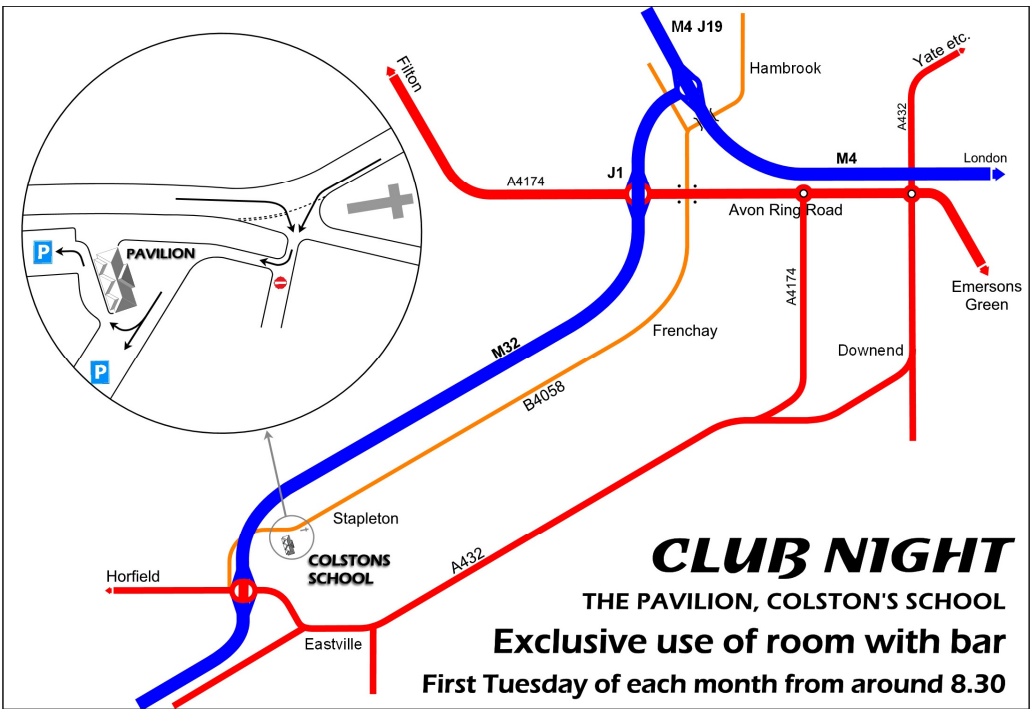 M4 J19
Hambrook
Filton
Yate etc.
A432
London
M4
J1
A4174
Avon Ring Road
P
PAVILION
A4174
Emersons
Green
Frenchay
Downend
M32
P
B4058
Stapleton
COLSTONS
SCHOOL
A432
Horfield
Eastville
CLUB NIGHT
THE PAVILION, COLSTON'S SCHOOL
Exclusive use of room with bar
First Tuesday of each month from around 8.30